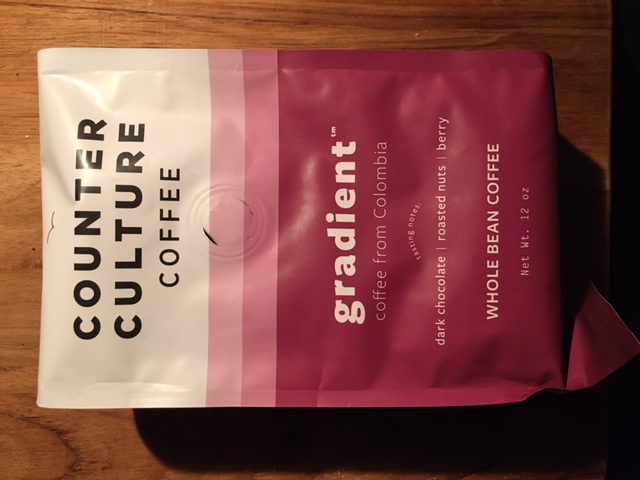 COUNTER
CULTURE
COFFEE
gradient™
coffee from Colombia
tasting notes:
dark chocolate | roasted nuts | berry
WHOLE BEAN COFFEE
Net Wt. 12 oz